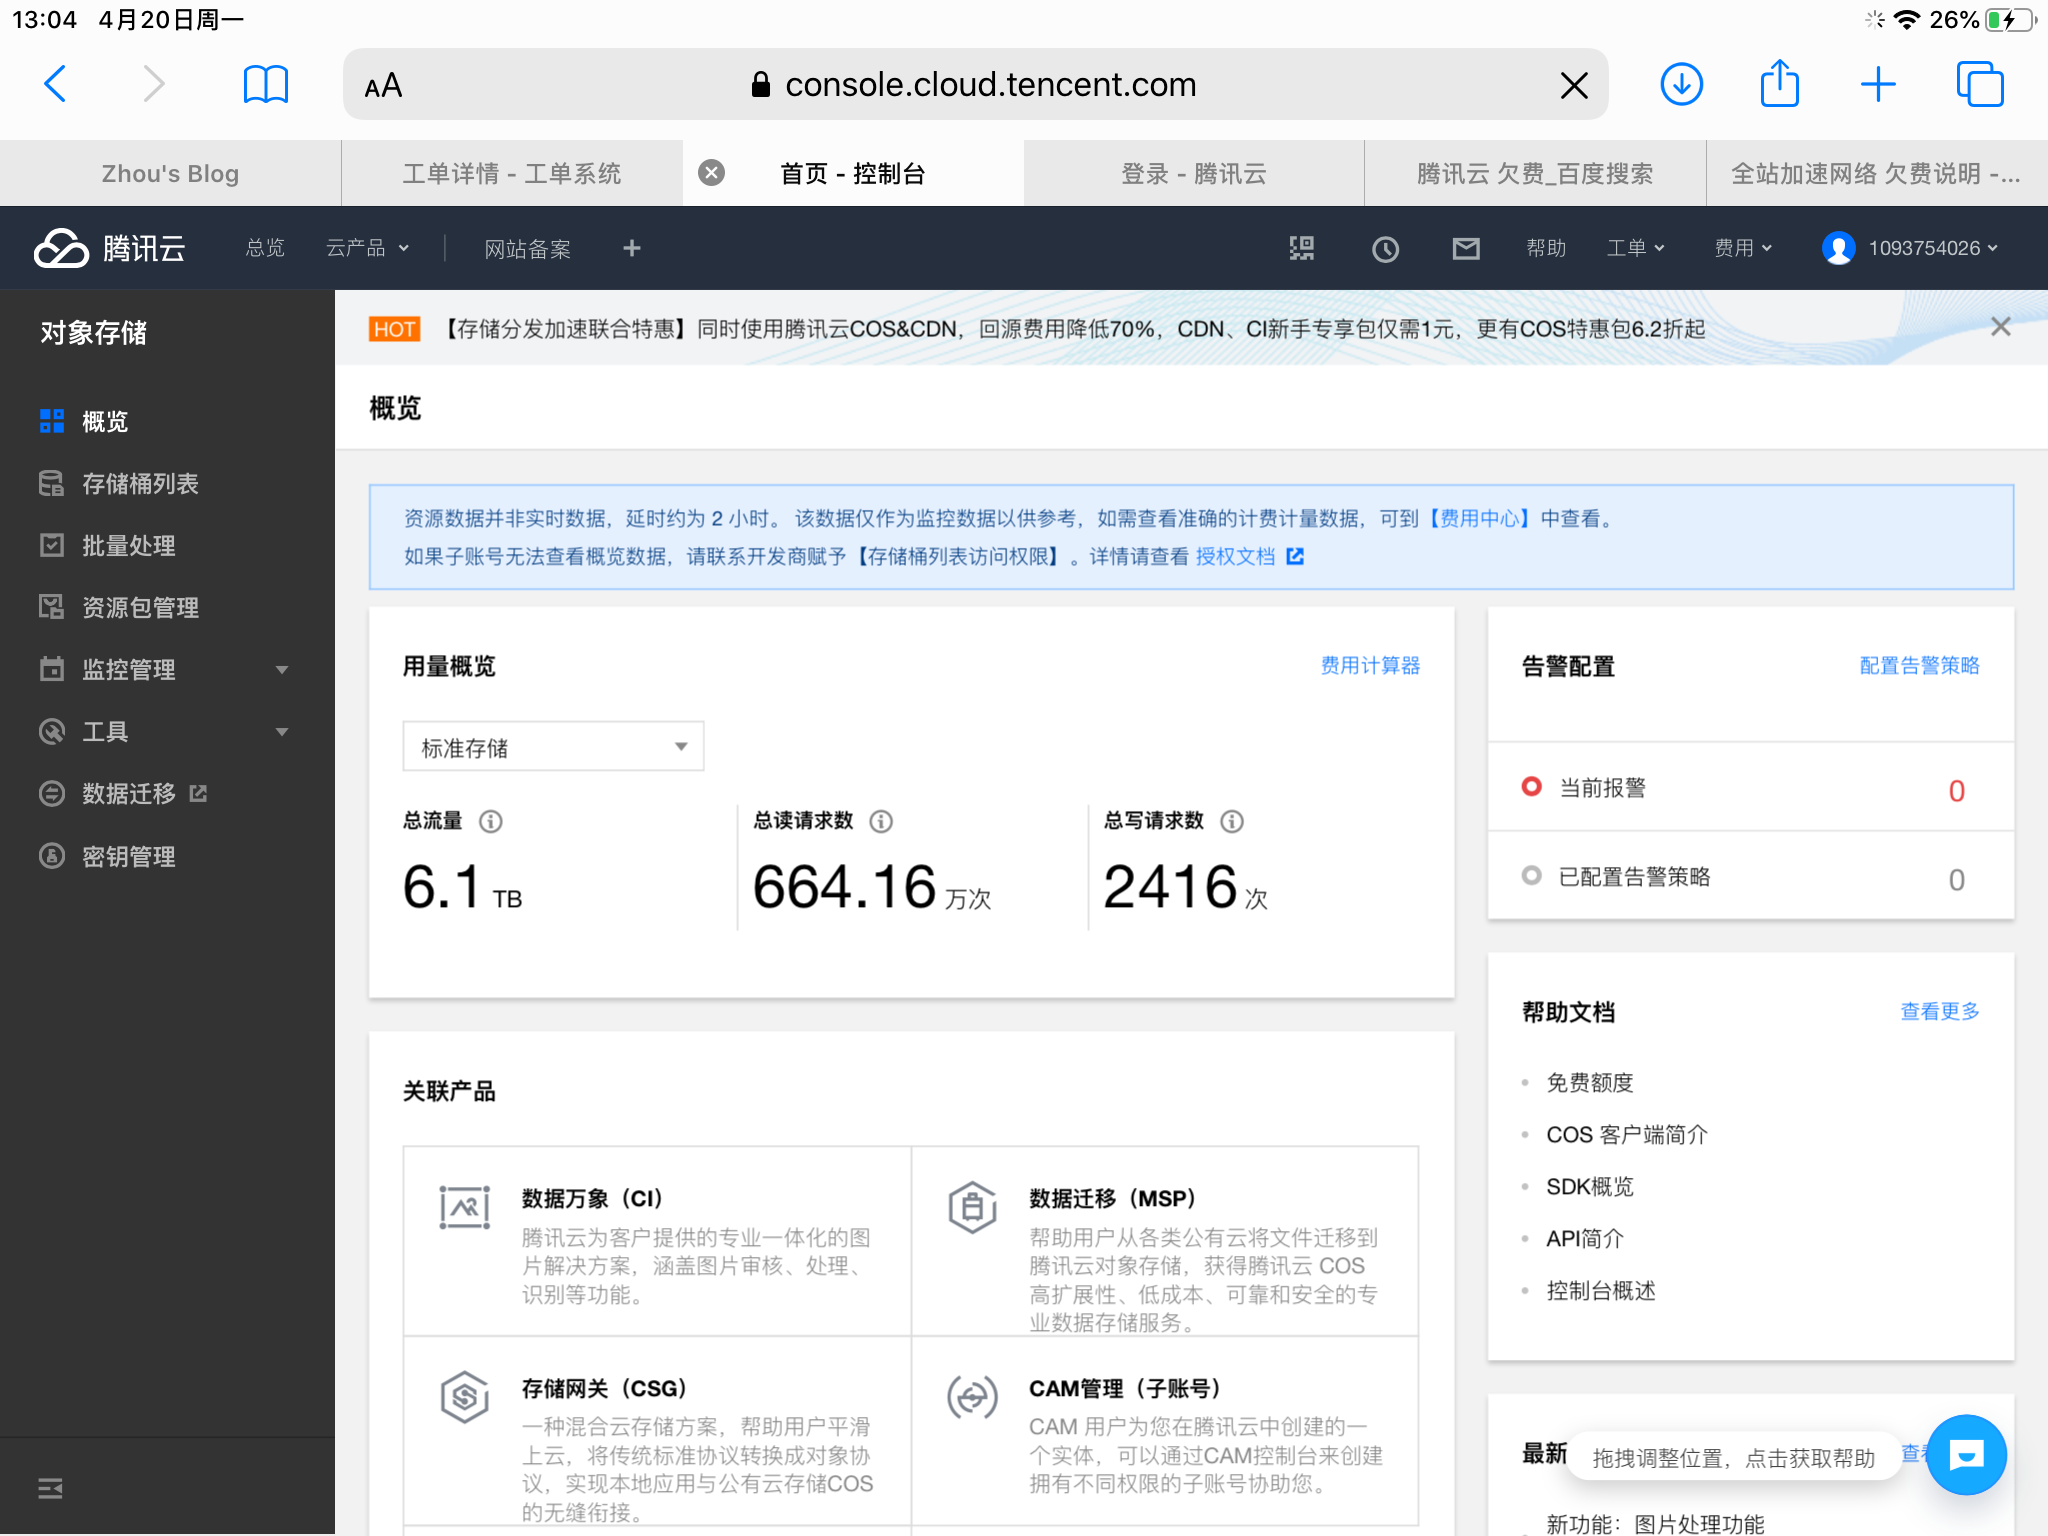 13:04 4月20日周一
26%
AA
console.cloud.tencent.com
Zhou's Blog
工单详情 - 工单系统
首页 - 控制台
登录 - 腾讯云
腾讯云 欠费_百度搜索
全站加速网络 欠费说明 -...
腾讯云
总览
云产品
网站备案
帮助
工单
费用
1093754026
对象存储
概览
存储桶列表
批量处理
资源包管理
监控管理
工具
数据迁移
密钥管理
HOT 【存储分发加速联合特惠】同时使用腾讯云COS&CDN，回源费用降低70%，CDN、CI新手专享包仅需1元，更有COS特惠包6.2折起
概览
资源数据并非实时数据，延时约为 2 小时。 该数据仅作为监控数据以供参考，如需查看准确的计费计量数据，可到【费用中心】中查看。
如果子账号无法查看概览数据，请联系开发商赋予【存储桶列表访问权限】。详情请查看 授权文档
用量概览
费用计算器
标准存储
总流量
6.1 TB
总读请求数
664.16 万次
总写请求数
2416 次
告警配置
配置告警策略
当前报警
0
已配置告警策略
0
关联产品
数据万象（CI）
腾讯云为客户提供的专业一体化的图
片解决方案，涵盖图片审核、处理、
识别等功能。
数据迁移（MSP）
帮助用户从各类公有云将文件迁移到
腾讯云对象存储，获得腾讯云 COS
高扩展性、低成本、可靠和安全的专
业数据存储服务。
存储网关（CSG）
一种混合云存储方案，帮助用户平滑
上云，将传统标准协议转换成对象协
议，实现本地应用与公有云存储COS
的无缝衔接。
CAM管理（子账号）
CAM 用户为您在腾讯云中创建的一
个实体，可以通过CAM控制台来创建
拥有不同权限的子账号协助您。
帮助文档
查看更多
免费额度
COS 客户端简介
SDK概览
API简介
控制台概述
最新
拖拽调整位置，点击获取帮助
查
新功能：图片处理功能